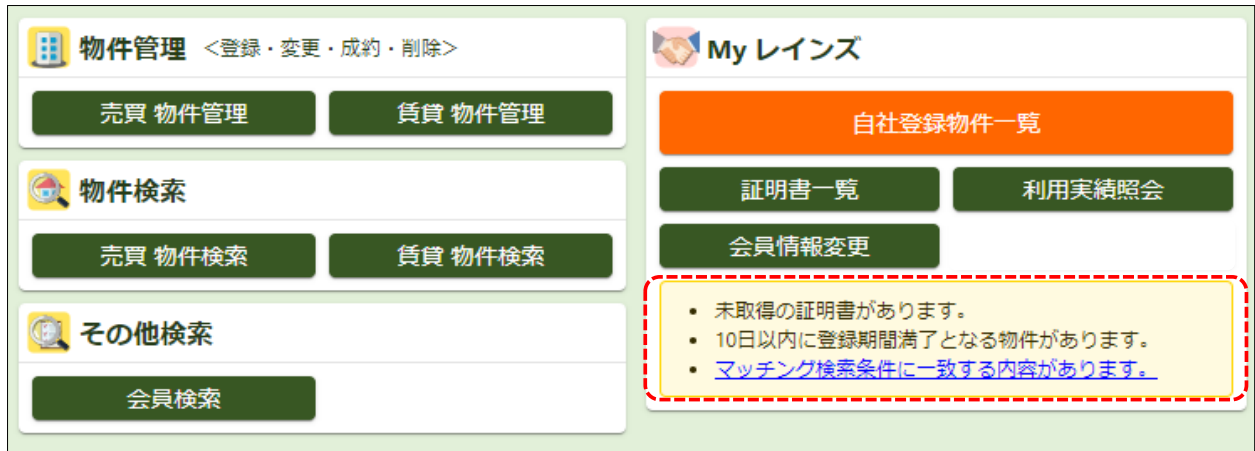 物件管理 <登録・変更・成約・削除>
売買 物件管理
賃貸 物件管理
物件検索
売買 物件検索
賃貸 物件検索
その他検索
会員検索
My レインズ
自社登録物件一覧
証明書一覧
利用実績照会
会員情報変更
• 未取得の証明書があります。
• 10日以内に登録期間満了となる物件があります。
• マッチング検索条件に一致する内容があります。